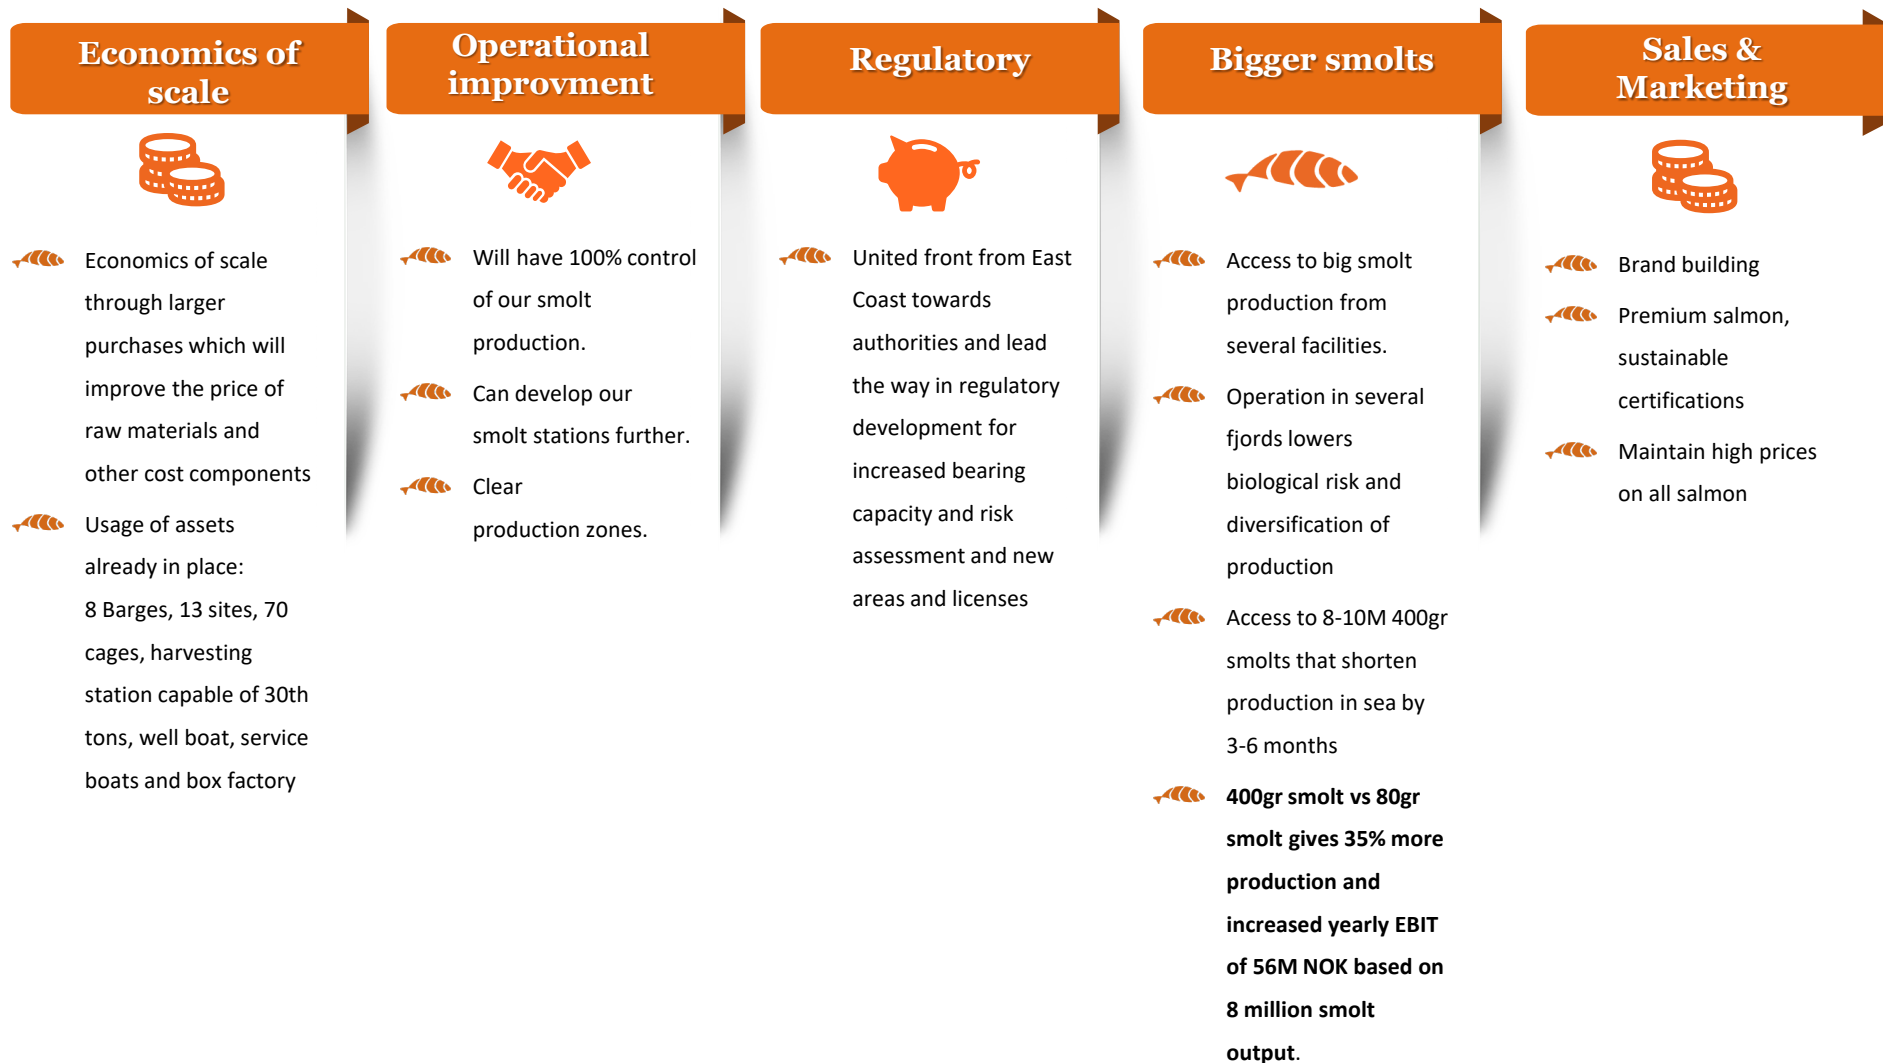 Economics of
scale
Economics of scale
through larger
purchases which will
improve the price of
raw materials and
other cost components
Usage of assets
already in place:
8 Barges, 13 sites, 70
cages, harvesting
station capable of 30th
tons, well boat, service
boats and box factory
Operational
improvment
Will have 100% control
of our smolt
production.
Can develop our
smolt stations further.
Clear
production zones.
Regulatory
United front from East
Coast towards
authorities and lead
the way in regulatory
development for
increased bearing
capacity and risk
assessment and new
areas and licenses
Bigger smolts
Access to big smolt
production from
several facilities.
Operation in several
fjords lowers
biological risk and
diversification of
production
Access to 8-10M 400gr
smolts that shorten
production in sea by
3-6 months
400gr smolt vs 80gr
smolt gives 35% more
production and
increased yearly EBIT
of 56M NOK based on
8 million smolt
output.
Sales &
Marketing
Brand building
Premium salmon,
sustainable
certifications
Maintain high prices
on all salmon